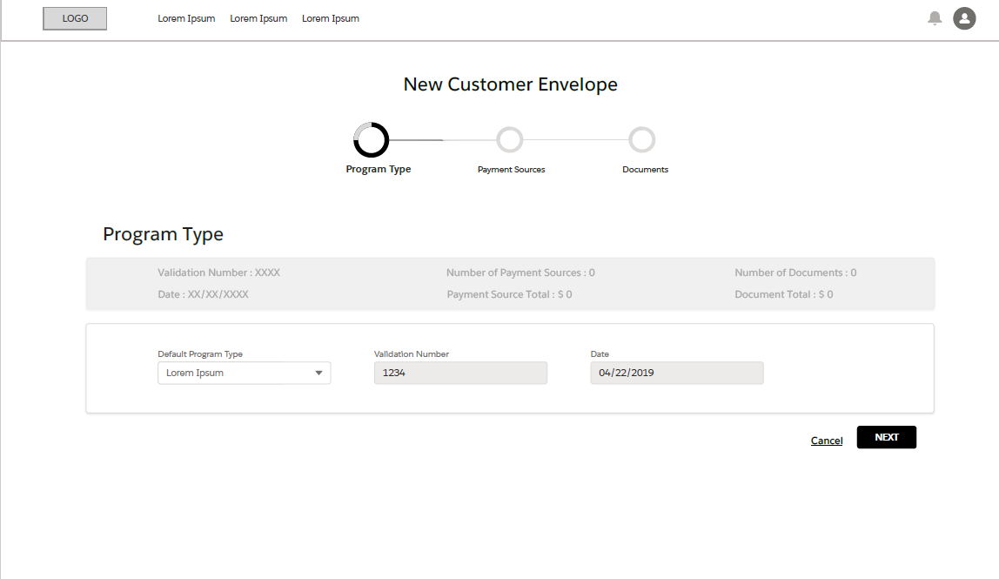 LOGO Lorem Ipsum Lorem Ipsum Lorem Ipsum
New Customer Envelope
Program Type Payment Sources Documents
Program Type
Validation Number : XXXX Number of Payment Sources : 0 Number of Documents : 0
Date : XX/XX/XXXX Payment Source Total : $ 0 Document Total : $ 0
Default Program Type Validation Number Date
Lorem Ipsum 1234 04/22/2019
Cancel NEXT